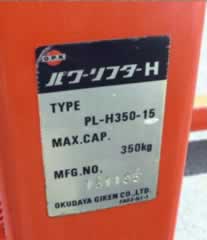 OPK
パワーリフターH
TYPE
PL-H350-15
MAX.CAP.
350kg
MFG.NO.
OKUDAYA GIKEN CO.,LTD.